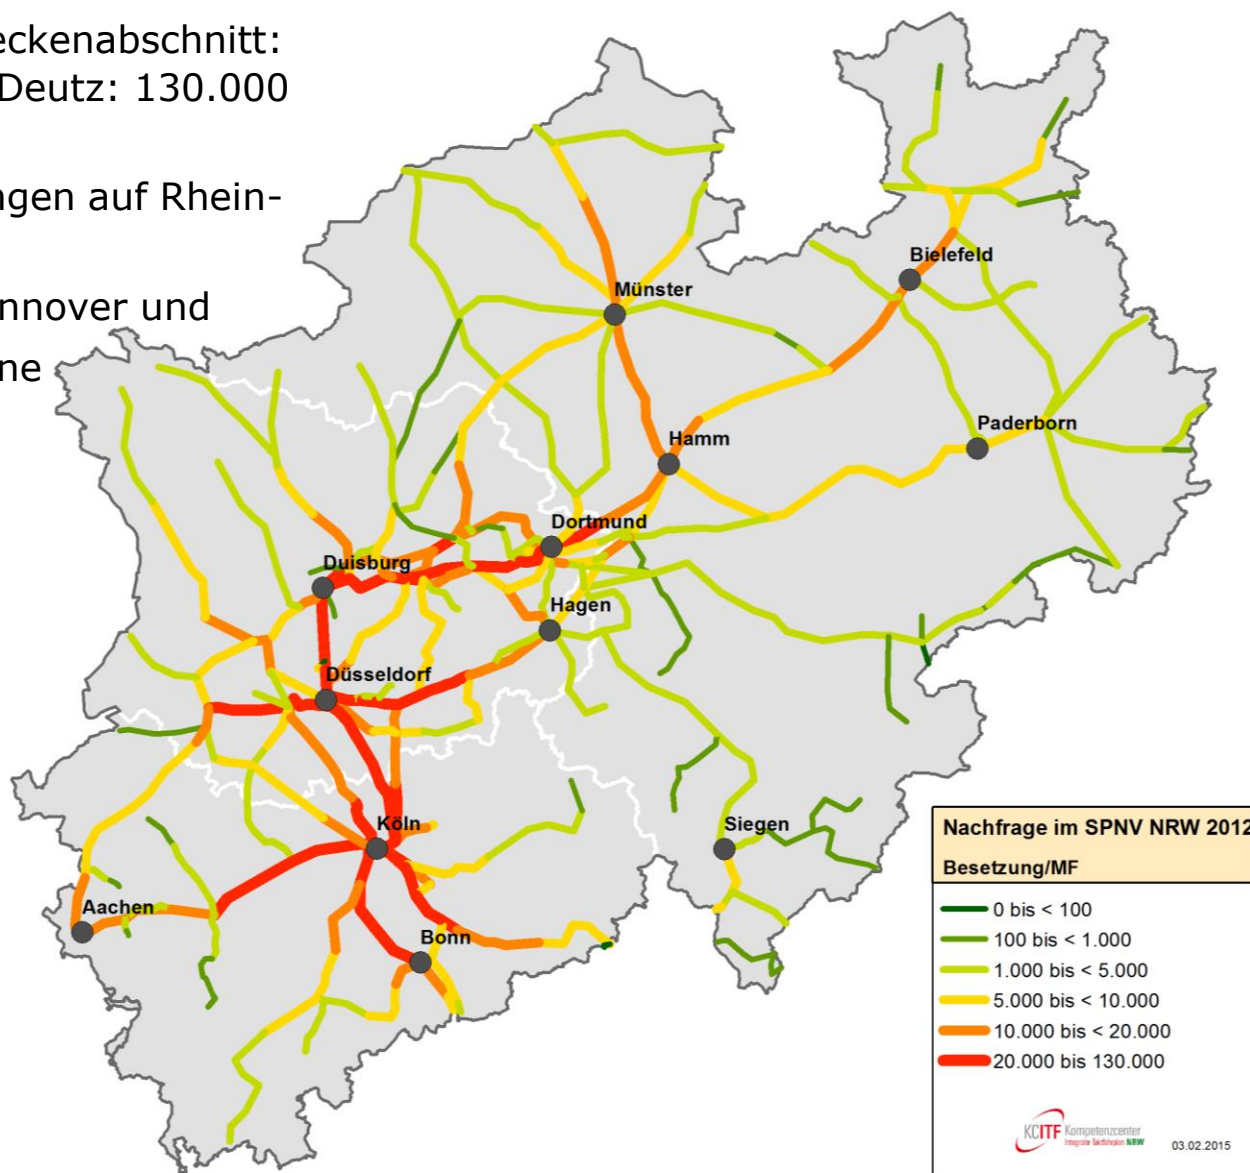 eckenabschnitt:
Deutz: 130.000
ngen auf Rhein-
nnover und
ne
Bielefeld
Münster
Paderborn
Hamm
Dortmund
Duisburg
Hagen
Düsseldorf
Köln
Siegen
Aachen
Bonn
Nachfrage im SPNV NRW 2012
Besetzung/MF
0 bis < 100
100 bis < 1.000
1.000 bis < 5.000
5.000 bis < 10.000
10.000 bis < 20.000
20.000 bis 130.000
KCITF Kompetenzcenter
Integraler Taktfahrplan NRW
03.02.2015